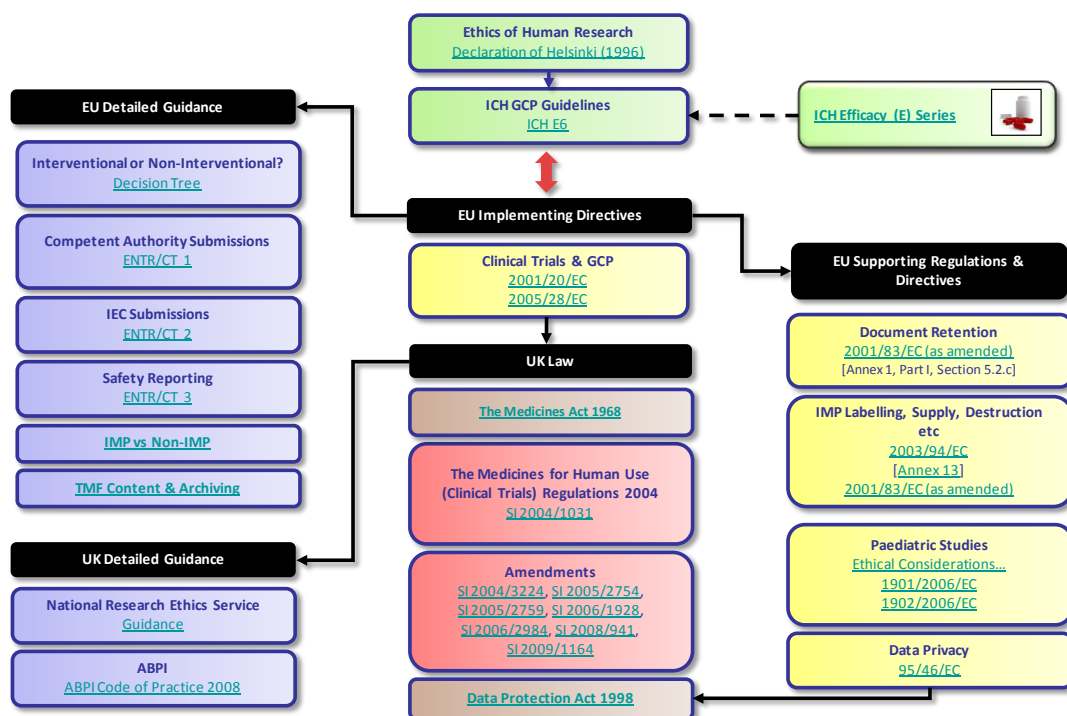 Ethics of Human Research
Declaration of Helsinki (1996)
ICH GCP Guidelines
ICH E6
ICH Efficacy (E) Series
EU Detailed Guidance
Interventional or Non-Interventional?
Decision Tree
Competent Authority Submissions
ENTR/CT 1
IEC Submissions
ENTR/CT 2
Safety Reporting
ENTR/CT 3
IMP vs Non-IMP
TMF Content & Archiving
UK Detailed Guidance
National Research Ethics Service
Guidance
ABPI
ABPI Code of Practice 2008
EU Implementing Directives
Clinical Trials & GCP
2001/20/EC
2005/28/EC
UK Law
The Medicines Act 1968
The Medicines for Human Use
(Clinical Trials) Regulations 2004
SI 2004/1031
Amendments
SI 2004/3224, SI 2005/2754,
SI 2005/2759, SI 2006/1928,
SI 2006/2984, SI 2008/941,
SI 2009/1164
Data Protection Act 1998
EU Supporting Regulations &
Directives
Document Retention
2001/83/EC (as amended)
[Annex 1, Part I, Section 5.2.c]
IMP Labelling, Supply, Destruction
etc
2003/94/EC
[Annex 13]
2001/83/EC (as amended)
Paediatric Studies
Ethical Considerations...
1901/2006/EC
1902/2006/EC
Data Privacy
95/46/EC